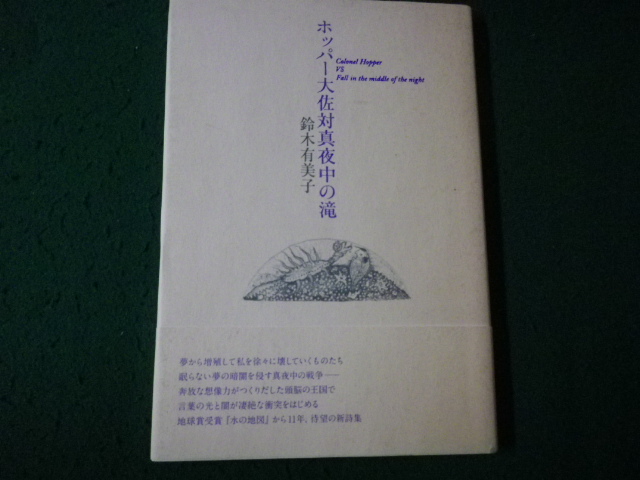 ホッパー大佐対真夜中の滝
Colonel Hopper
VS
Fall in the middle of the night
鈴木有美子
夢から増殖して私を徐々に壊していくものたち
眠らない夢の暗闇を侵す真夜中の戦争――
奔放な想像力がつくりだした頭脳の王国で
言葉の光と闇が凄絶な衝突をはじめる
地球賞受賞『水の地図』から11年、待望の新詩集